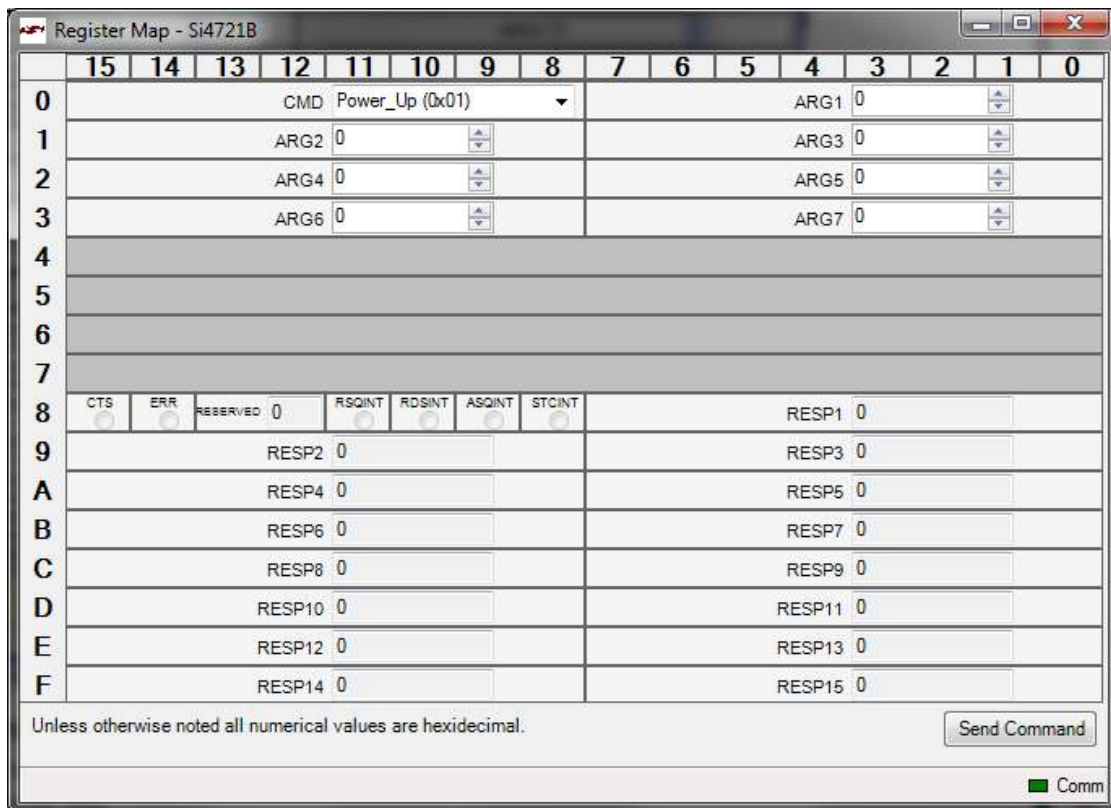 Register Map - Si4721B
15 14 13 12 11 10 9 8 7 6 5 4 3 2 1 0
0 CMD Power_Up (0x01) ARG1 0
1 ARG2 0 ARG3 0
2 ARG4 0 ARG5 0
3 ARG6 0 ARG7 0
4
5
6
7
8 CTS ERR RESERVED 0 RSQINT RDSINT ASQINT STCINT RESP1 0
9 RESP2 0 RESP3 0
A RESP4 0 RESP5 0
B RESP6 0 RESP7 0
C RESP8 0 RESP9 0
D RESP10 0 RESP11 0
E RESP12 0 RESP13 0
F RESP14 0 RESP15 0
Unless otherwise noted all numerical values are hexidecimal. Send Command
Comm